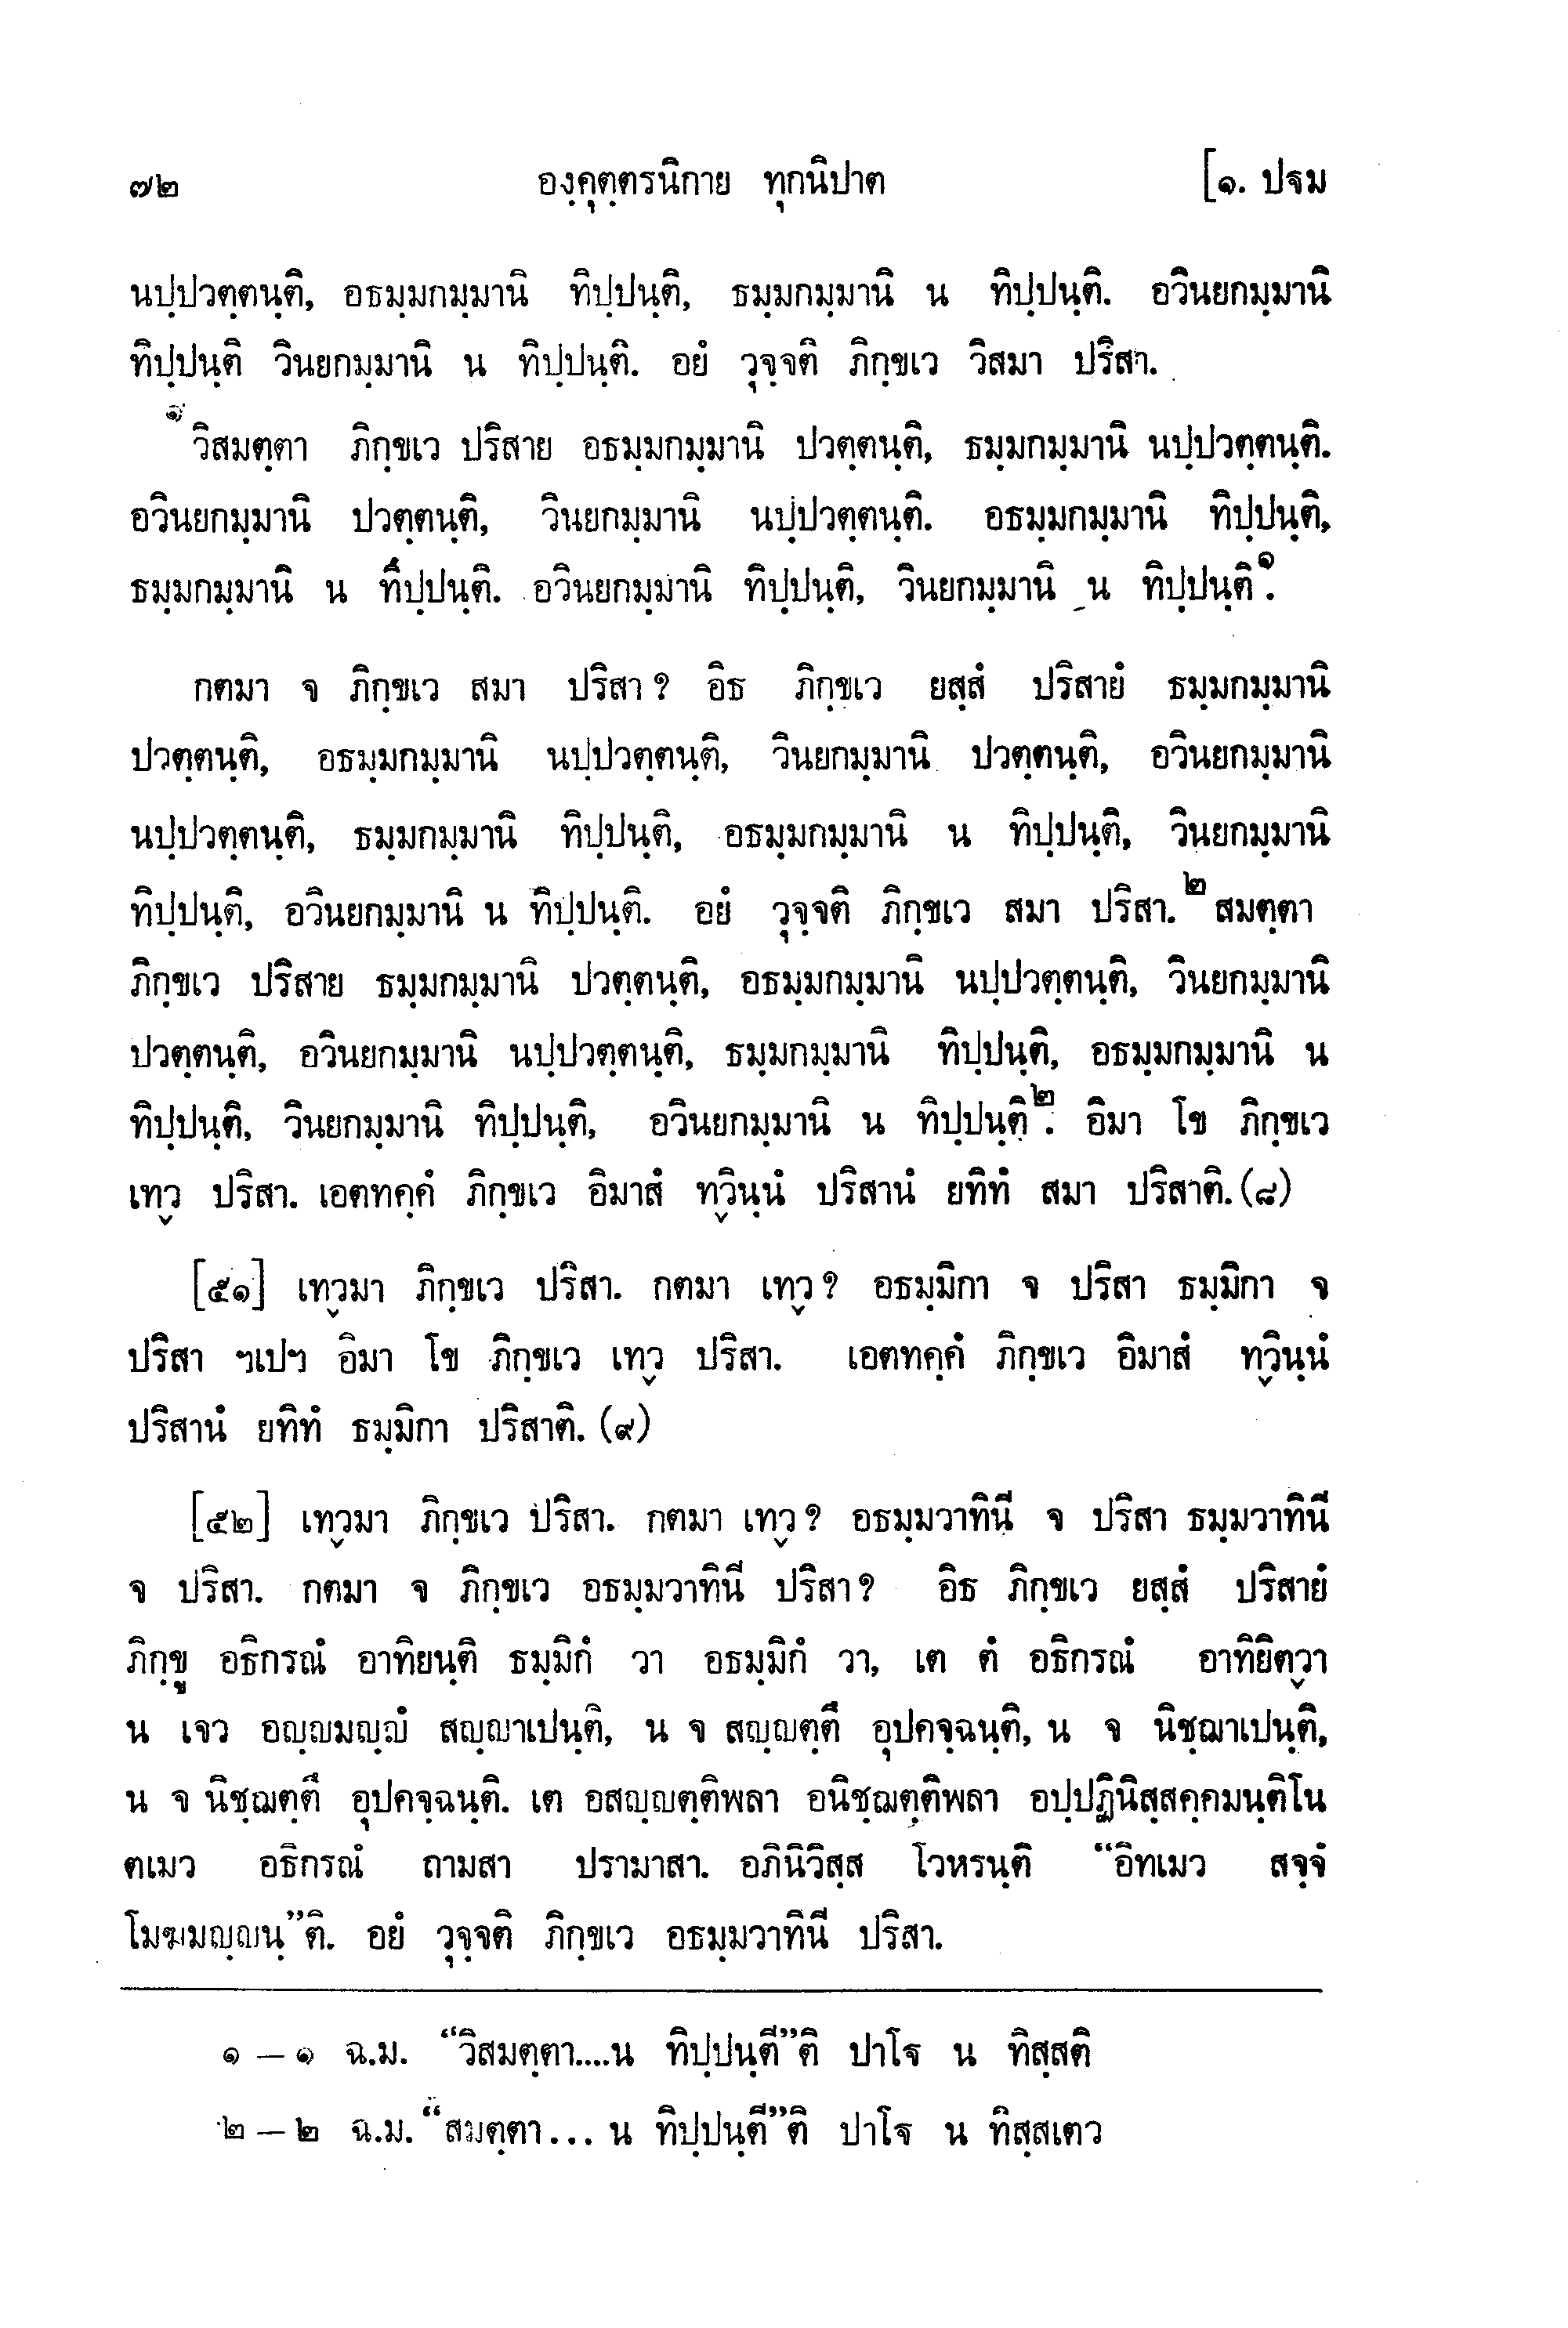 ๗๒ องฺคุตฺตรนิกาย ทุกนิปาต [๑. ปฐม
นปฺปวตฺตนฺติ, อธมฺมกมฺมานิ ทิปฺปนฺติ, ธมฺมกมฺมานิ น ทิปฺปนฺติ. อวินยกมฺมานิ
ทิปฺปนฺติ วินยกมฺมานิ น ทิปฺปนฺติ. อยํ วุจฺจติ ภิกฺขเว วิสมา ปริสา.
๑วิสมตฺตา ภิกฺขเว ปริสาย อธมฺมกมฺมานิ ปวตฺตนฺติ, ธมฺมกมฺมานิ นปฺปวตฺตนฺติ.
อวินยกมฺมานิ ปวตฺตนฺติ, วินยกมฺมานิ นปฺปวตฺตนฺติ. อธมฺมกมฺมานิ ทิปฺปนฺติ,
ธมฺมกมฺมานิ น ทิปฺปนฺติ. อวินยกมฺมานิ ทิปฺปนฺติ, วินยกมฺมานิ น ทิปฺปนฺติ๑.
กตมา จ ภิกฺขเว สมา ปริสา ? อิธ ภิกฺขเว ยสฺสํ ปริสายํ ธมฺมกมฺมานิ
ปวตฺตนฺติ, อธมฺมกมฺมานิ นปฺปวตฺตนฺติ, วินยกมฺมานิ ปวตฺตนฺติ, อวินยกมฺมานิ
นปฺปวตฺตนฺติ, ธมฺมกมฺมานิ ทิปฺปนฺติ, อธมฺมกมฺมานิ น ทิปฺปนฺติ, วินยกมฺมานิ
ทิปฺปนฺติ, อวินยกมฺมานิ น ทิปฺปนฺติ. อยํ วุจฺจติ ภิกฺขเว สมา ปริสา. ๒สมตฺตา
ภิกฺขเว ปริสาย ธมฺมกมฺมานิ ปวตฺตนฺติ, อธมฺมกมฺมานิ นปฺปวตฺตนฺติ, วินยกมฺมานิ
ปวตฺตนฺติ, อวินยกมฺมานิ นปฺปวตฺตนฺติ, ธมฺมกมฺมานิ ทิปฺปนฺติ, อธมฺมกมฺมานิ น
ทิปฺปนฺติ, วินยกมฺมานิ ทิปฺปนฺติ, อวินยกมฺมานิ น ทิปฺปนฺติ๒. อิมา โข ภิกฺขเว
เทฺว ปริสา. เอตทคฺคํ ภิกฺขเว อิมาสํ ทฺวินฺนํ ปริสานํ ยทิทํ สมา ปริสาติ. (๘)
[๕๑] เทฺวมา ภิกฺขเว ปริสา. กตมา เทฺว ? อธมฺมิกา จ ปริสา ธมฺมิกา จ
ปริสา ฯเปฯ อิมา โข ภิกฺขเว เทฺว ปริสา. เอตทคฺคํ ภิกฺขเว อิมาสํ ทฺวินฺนํ
ปริสานํ ยทิทํ ธมฺมิกา ปริสาติ. (๙)
[๕๒] เทฺวมา ภิกฺขเว ปริสา. กตมา เทฺว ? อธมฺมวาทินี จ ปริสา ธมฺมวาทินี
จ ปริสา. กตมา จ ภิกฺขเว อธมฺมวาทินี ปริสา ? อิธ ภิกฺขเว ยสฺสํ ปริสายํ
ภิกฺขู อธิกรณํ อาทิยนฺติ ธมฺมิกํ วา อธมฺมิกํ วา, เต ตํ อธิกรณํ อาทิยิตฺวา
น เจว อญฺญมญฺญํ สญฺญาเปนฺติ, น จ สญฺญตฺตึ อุปคจฺฉนฺติ, น จ นิชฺฌาเปนฺติ,
น จ นิชฺฌตฺตึ อุปคจฺฉนฺติ. เต อสญฺญตฺติพลา อนิชฺฌตฺติพลา อปฺปฏินิสฺสคฺคมนฺติโน
ตเมว อธิกรณํ ถามสา ปรามาสา. อภินิวิสฺส โวหรนฺติ “อิทเมว สจฺจํ
โมฆมญฺญนฺ”ติ. อยํ วุจฺจติ ภิกฺขเว อธมฺมวาทินี ปริสา.
๑ – ๑ ฉ.ม. “วิสมตฺตา....น ทิปฺปนฺตี”ติ ปาโฐ น ทิสฺสติ
๒ – ๒ ฉ.ม. “สมตฺตา... น ทิปฺปนฺตี”ติ ปาโฐ น ทิสฺสเตว